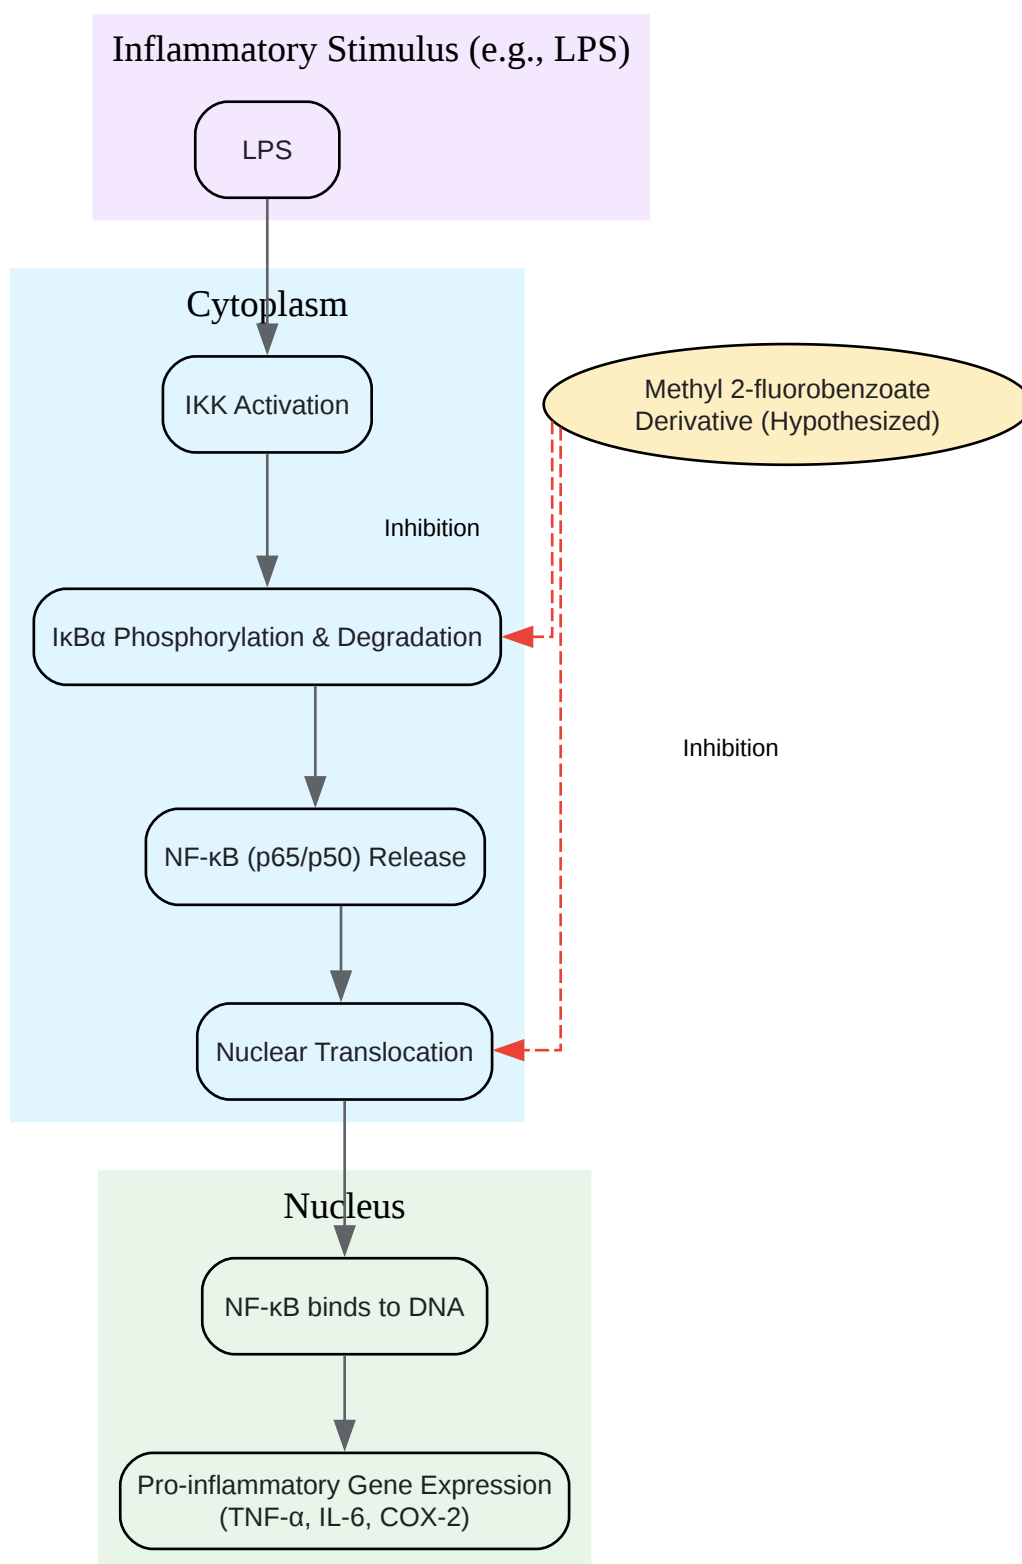 Inflammatory Stimulus (e.g., LPS)
LPS
Cytoplasm
IKK Activation
Methyl 2-fluorobenzoate
Derivative (Hypothesized)
Inhibition
IκBα Phosphorylation & Degradation
Inhibition
NF-κB (p65/p50) Release
Nuclear Translocation
Nucleus
NF-κB binds to DNA
Pro-inflammatory Gene Expression
(TNF-α, IL-6, COX-2)